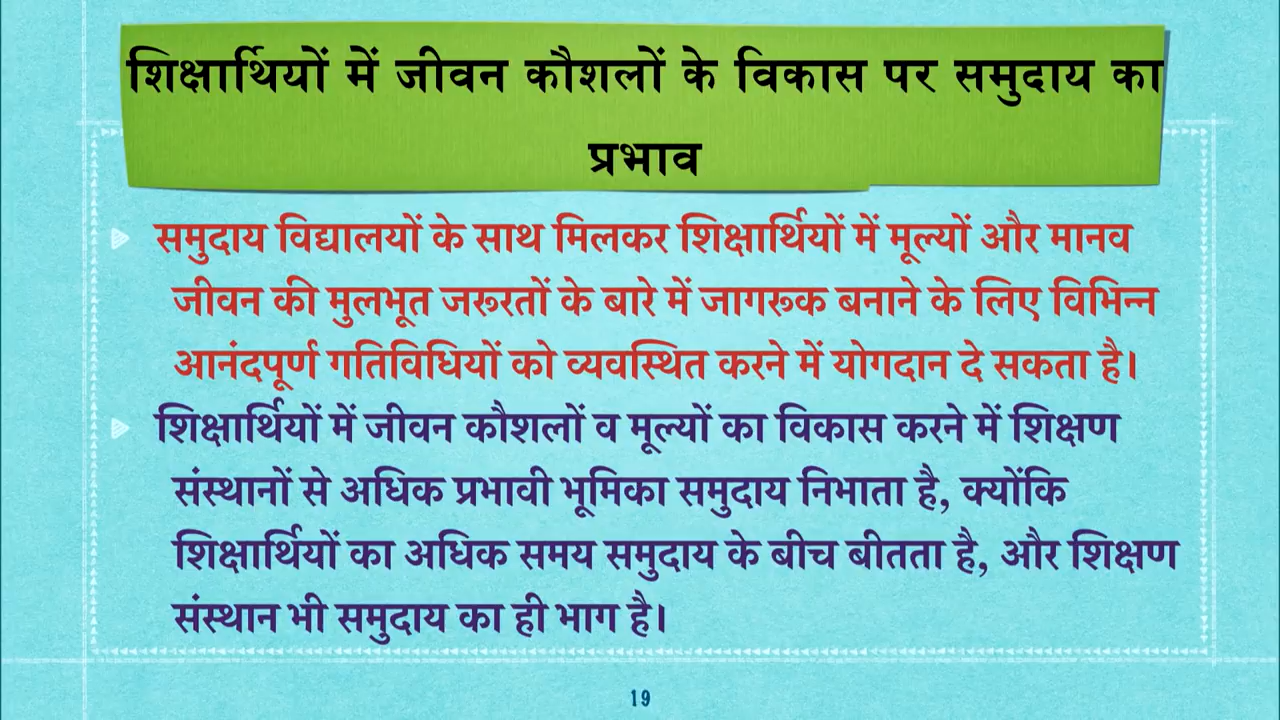 शिक्षार्थियों में जीवन कौशलों के विकास पर समुदाय का
प्रभाव
समुदाय विद्यालयों के साथ मिलकर शिक्षार्थियों में मूल्यों और मानव
जीवन की मुलभूत जरूरतों के बारे में जागरूक बनाने के लिए विभिन्न
आनंदपूर्ण गतिविधियों को व्यवस्थित करने में योगदान दे सकता है।
शिक्षार्थियों में जीवन कौशलों व मूल्यों का विकास करने में शिक्षण
संस्थानों से अधिक प्रभावी भूमिका समुदाय निभाता है, क्योंकि
शिक्षार्थियों का अधिक समय समुदाय के बीच बीतता है, और शिक्षण
संस्थान भी समुदाय का ही भाग है।
19